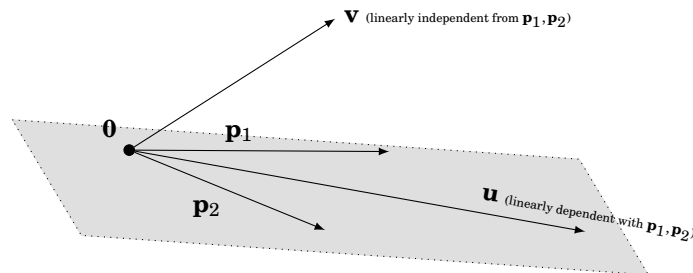 v (linearly independent from p₁, p₂)
0
p₁
p₂
u (linearly dependent with p₁, p₂)